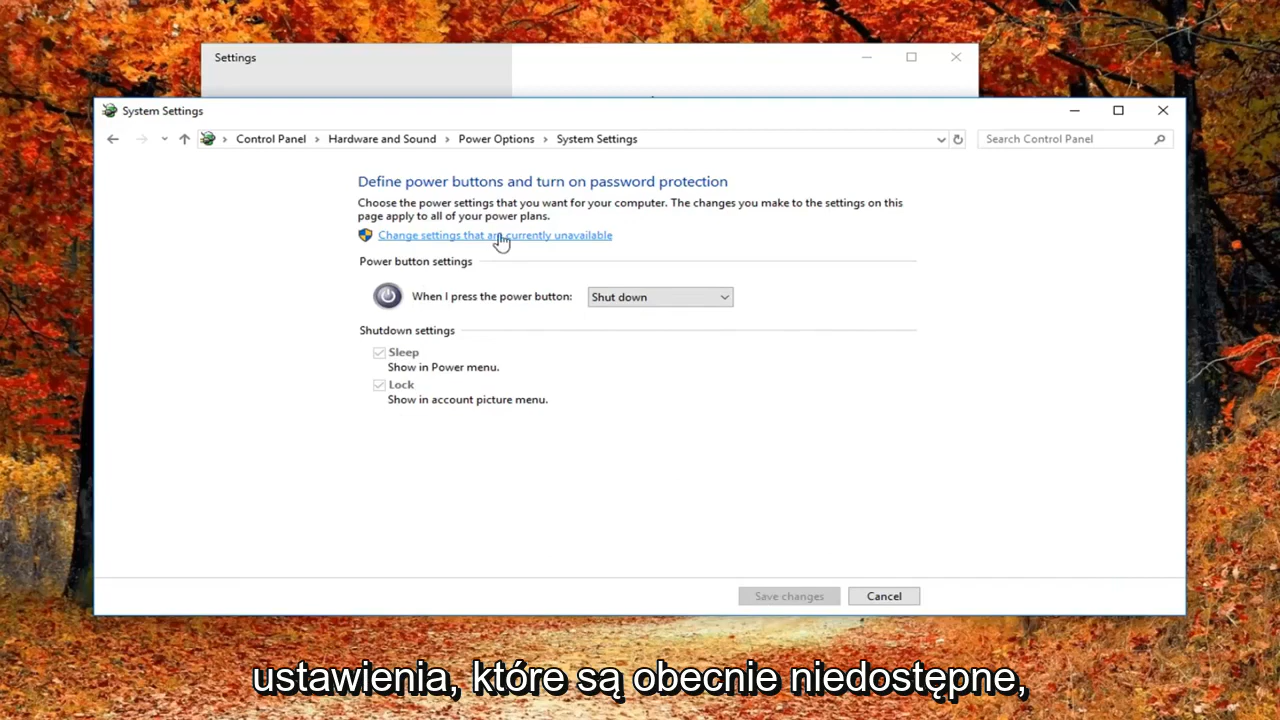 Settings
System Settings
Control Panel > Hardware and Sound > Power Options > System Settings
Search Control Panel
Define power buttons and turn on password protection
Choose the power settings that you want for your computer. The changes you make to the settings on this
page apply to all of your power plans.
Change settings that are currently unavailable
Power button settings
When I press the power button: Shut down
Shutdown settings
Sleep
Show in Power menu.
Lock
Show in account picture menu.
Save changes Cancel
ustawienia, które są obecnie niedostępne,